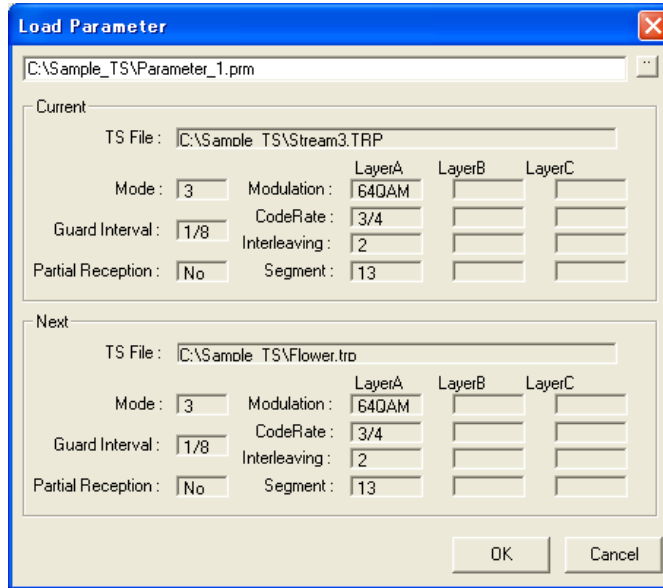 Load Parameter
C:\Sample_TS\Parameter_1.prm
..
Current
TS File : C:\Sample_TS\Stream3.TRP
LayerA LayerB LayerC
Mode : 3 Modulation : 64QAM
CodeRate : 3/4
Guard Interval : 1/8
Interleaving : 2
Partial Reception : No Segment : 13
Next
TS File : C:\Sample_TS\Flower.trp
LayerA LayerB LayerC
Mode : 3 Modulation : 64QAM
CodeRate : 3/4
Guard Interval : 1/8
Interleaving : 2
Partial Reception : No Segment : 13
OK Cancel